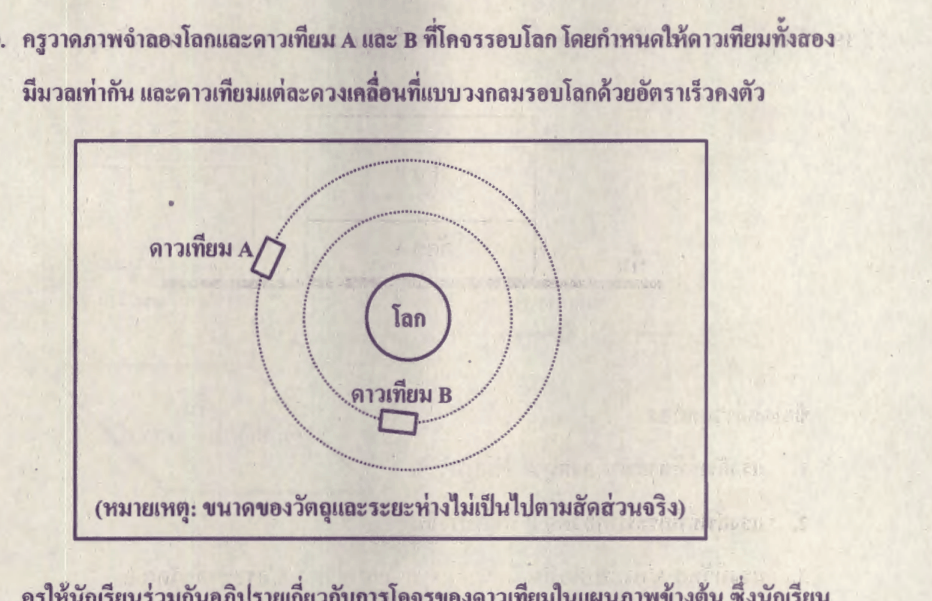 ครูวาดภาพจำลองโลกและดาวเทียม A และ B ที่โคจรรอบโลก โดยกำหนดให้ดาวเทียมทั้งสอง
มีมวลเท่ากัน และดาวเทียมแต่ละดวงเคลื่อนที่แบบวงกลมรอบโลกด้วยอัตราเร็วคงตัว
ดาวเทียม A
โลก
ดาวเทียม B
(หมายเหตุ: ขนาดของวัตถุและระยะห่างไม่เป็นไปตามสัดส่วนจริง)
ครูให้นักเรียนร่วมกันอภิปรายเกี่ยวกับการโคจรของดาวเทียมในแผนภาพข้างต้น ซึ่งนักเรียน